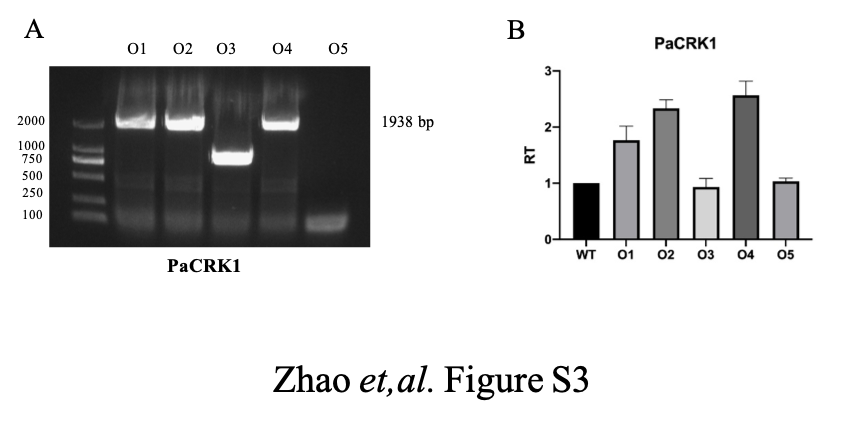 A
O1 O2 O3 O4 O5
2000
1000
750
500
250
100
1938 bp
PaCRK1
B
PaCRK1
RT
3
2
1
0
WT O1 O2 O3 O4 O5
Zhao et,al. Figure S3